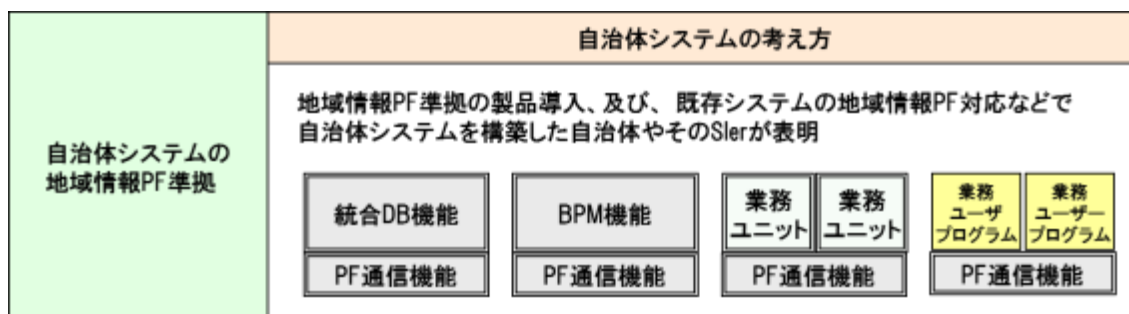 自治体システムの考え方
自治体システムの
地域情報PF準拠
地域情報PF準拠の製品導入、及び、既存システムの地域情報PF対応などで
自治体システムを構築した自治体やそのSIerが表明
統合DB機能
PF通信機能
BPM機能
PF通信機能
業務
ユニット
業務
ユニット
PF通信機能
業務
ユーザ
プログラム
業務
ユーザー
プログラム
PF通信機能